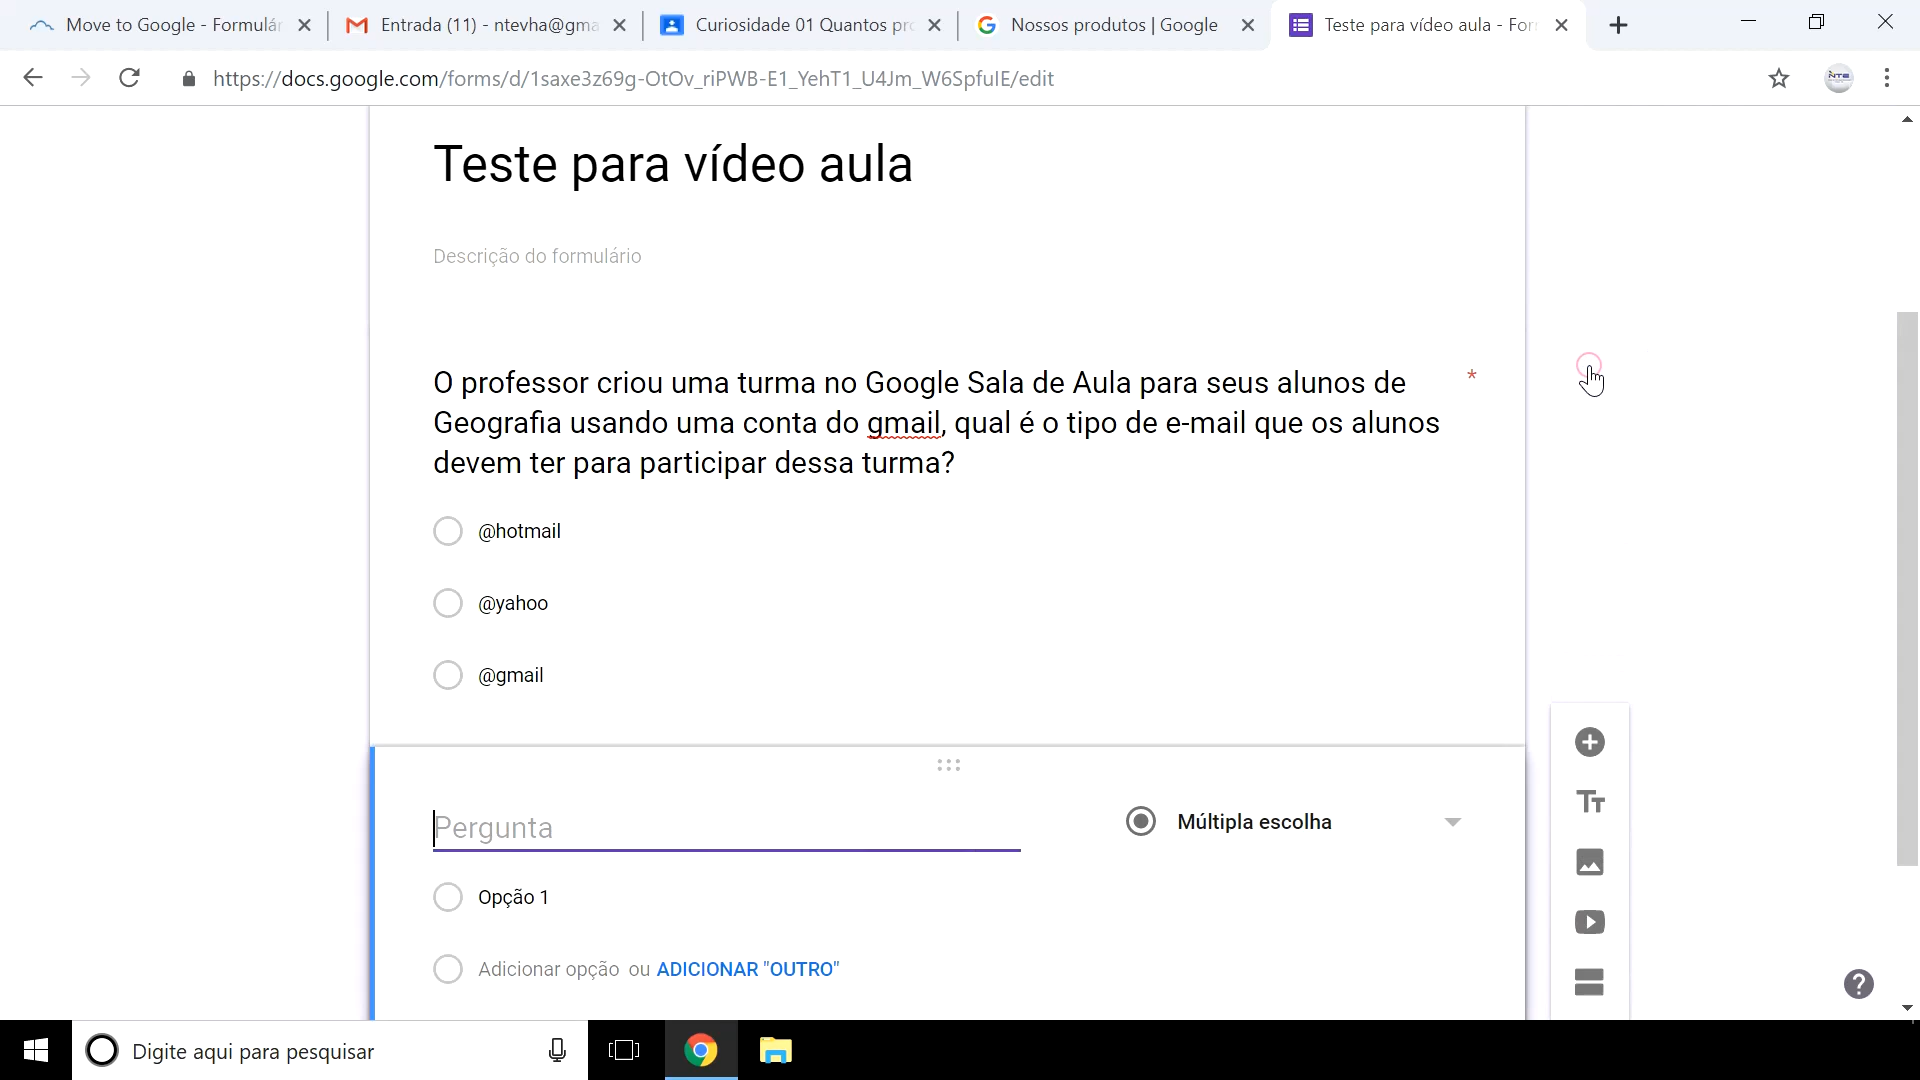 Move to Google - Formulár
Entrada (11) - ntevha@gma
Curiosidade 01 Quantos pro
Nossos produtos | Google
Teste para vídeo aula - For
https://docs.google.com/forms/d/1saxe3z69g-OtOv_riPWB-E1_YehT1_U4Jm_W6SpfulE/edit
NTE
Teste para vídeo aula
Descrição do formulário
O professor criou uma turma no Google Sala de Aula para seus alunos de *
Geografia usando uma conta do gmail, qual é o tipo de e-mail que os alunos
devem ter para participar dessa turma?
@hotmail
@yahoo
@gmail
Pergunta
Múltipla escolha
Opção 1
Adicionar opção ou ADICIONAR "OUTRO"
Digite aqui para pesquisar